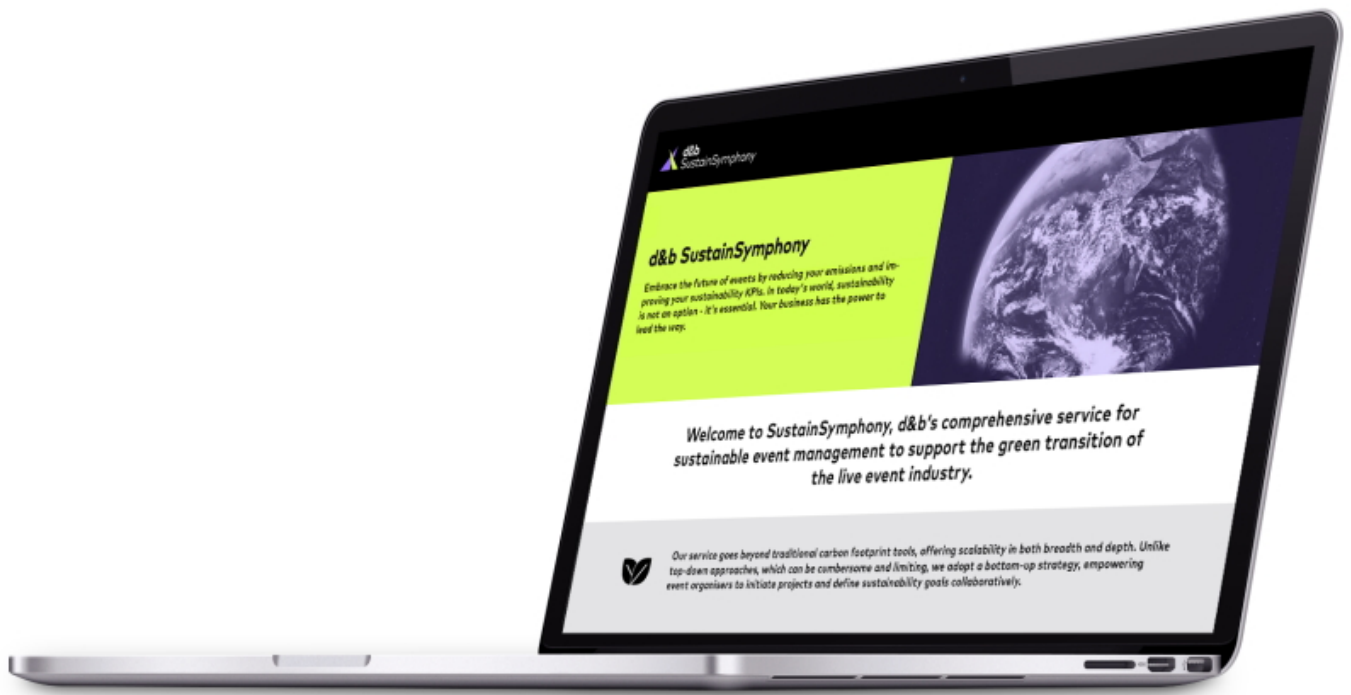 d&b
SustainSymphony
d&b SustainSymphony
Embrace the future of events by reducing your emissions and im-
proving your sustainability KPIs. In today's world, sustainability
is not an option - it's essential. Your business has the power to
lead the way.
Welcome to SustainSymphony, d&b's comprehensive service for
sustainable event management to support the green transition of
the live event industry.
Our service goes beyond traditional carbon footprint tools, offering scalability in both breadth and depth. Unlike
top-down approaches, which can be cumbersome and limiting, we adopt a bottom-up strategy, empowering
event organisers to initiate projects and define sustainability goals collaboratively.